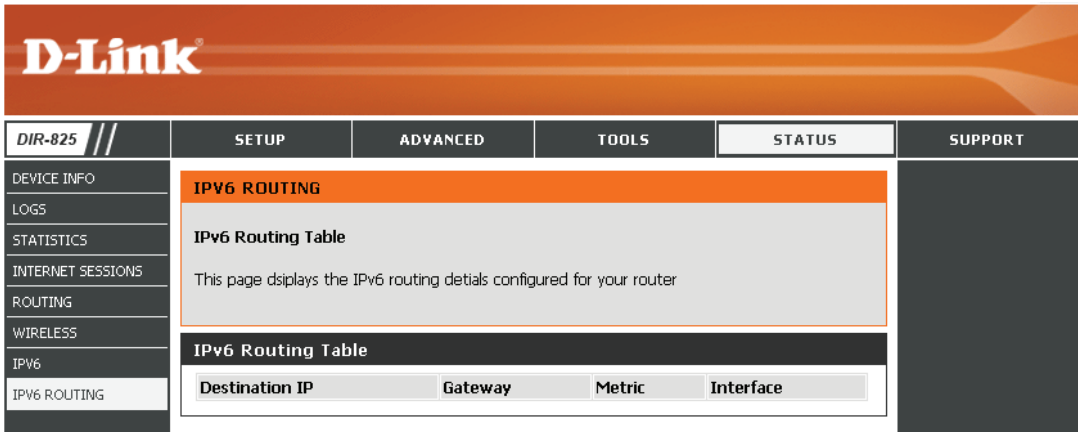 D-Link®
DIR-825 SETUP ADVANCED TOOLS STATUS SUPPORT
DEVICE INFO
LOGS
STATISTICS
INTERNET SESSIONS
ROUTING
WIRELESS
IPV6
IPV6 ROUTING
IPV6 ROUTING
IPv6 Routing Table
This page dsiplays the IPv6 routing detials configured for your router
IPv6 Routing Table
Destination IP Gateway Metric Interface